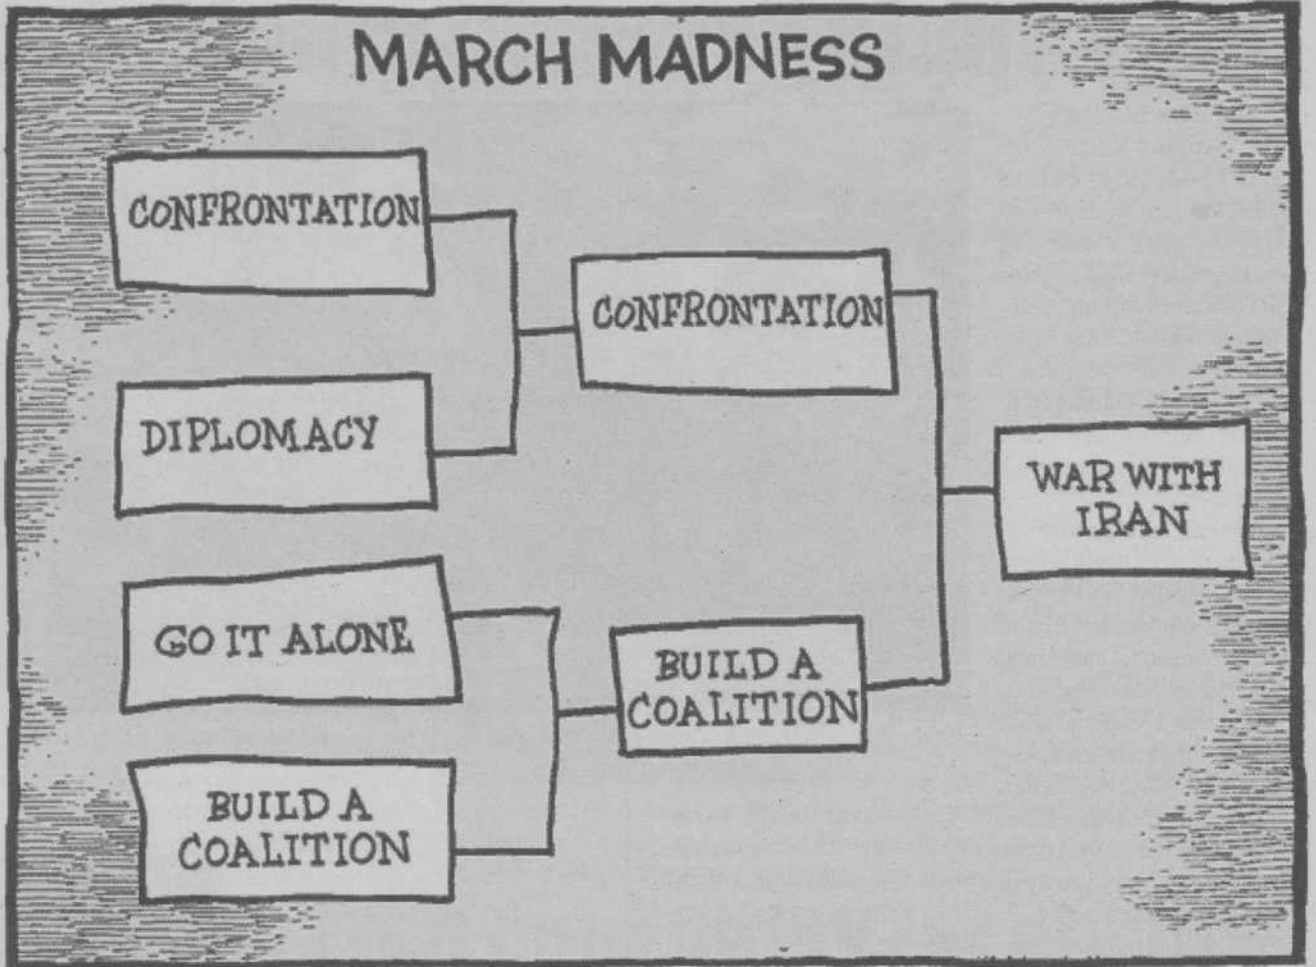 MARCH MADNESS
CONFRONTATION
CONFRONTATION
DIPLOMACY
WAR WITH
IRAN
GO IT ALONE
BUILD A
COALITION
BUILD A
COALITION